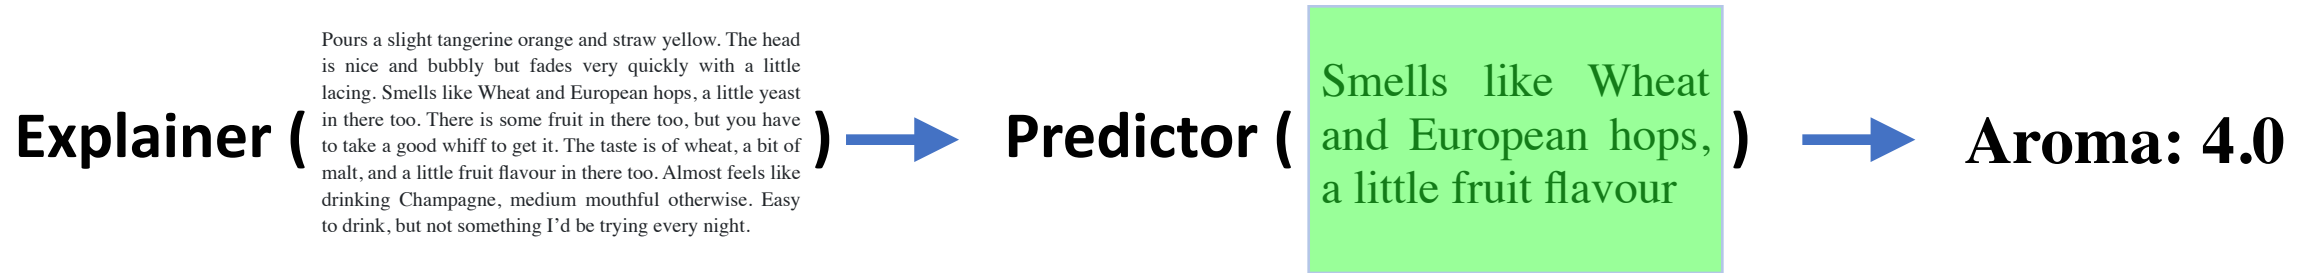 Explainer (
Pours a slight tangerine orange and straw yellow. The head
is nice and bubbly but fades very quickly with a little
lacing. Smells like Wheat and European hops, a little yeast
in there too. There is some fruit in there too, but you have
to take a good whiff to get it. The taste is of wheat, a bit of
malt, and a little fruit flavour in there too. Almost feels like
drinking Champagne, medium mouthful otherwise. Easy
to drink, but not something I’d be trying every night.
)
Predictor (
Smells like Wheat
and European hops,
a little fruit flavour
)
Aroma: 4.0